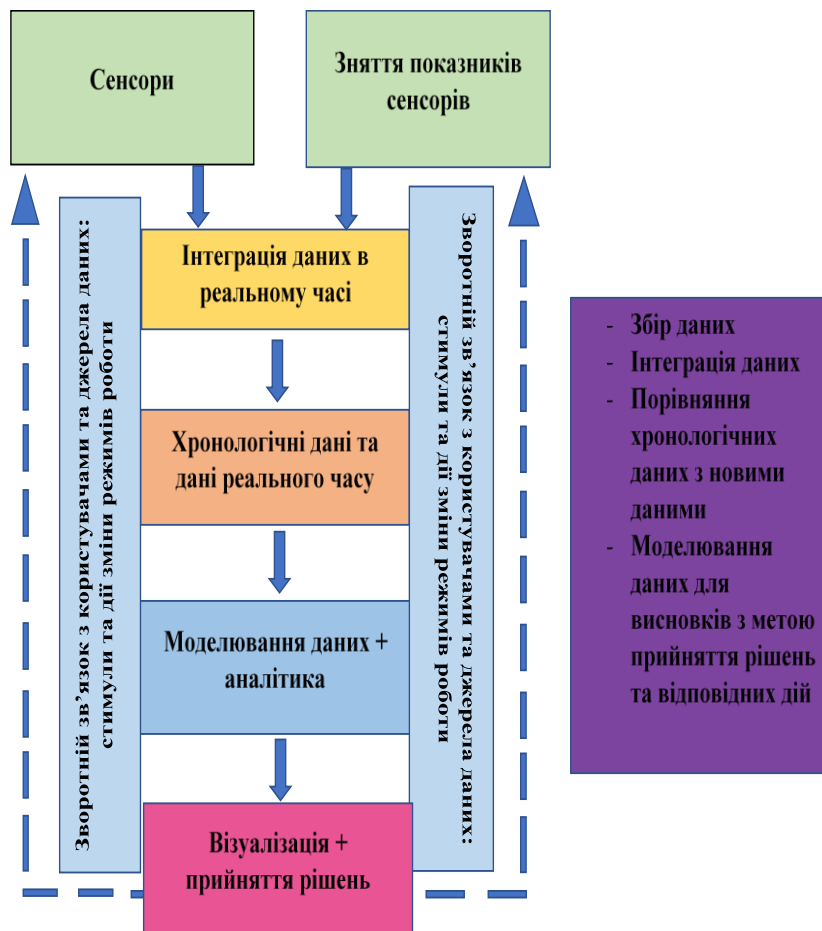 Сенсори
Зняття показників
сенсорів
Зворотній зв’язок з користувачами та джерела даних:
стимули та дії зміни режимів роботи
Інтеграція даних в
реальному часі
Хронологічні дані та
дані реального часу
Моделювання даних +
аналітика
Візуалізація +
прийняття рішень
Зворотній зв’язок з користувачами та джерела даних:
стимули та дії зміни режимів роботи
- Збір даних
- Інтеграція даних
- Порівняння
хронологічних
даних з новими
даними
- Моделювання
даних для
висновків з метою
прийняття рішень
та відповідних дій